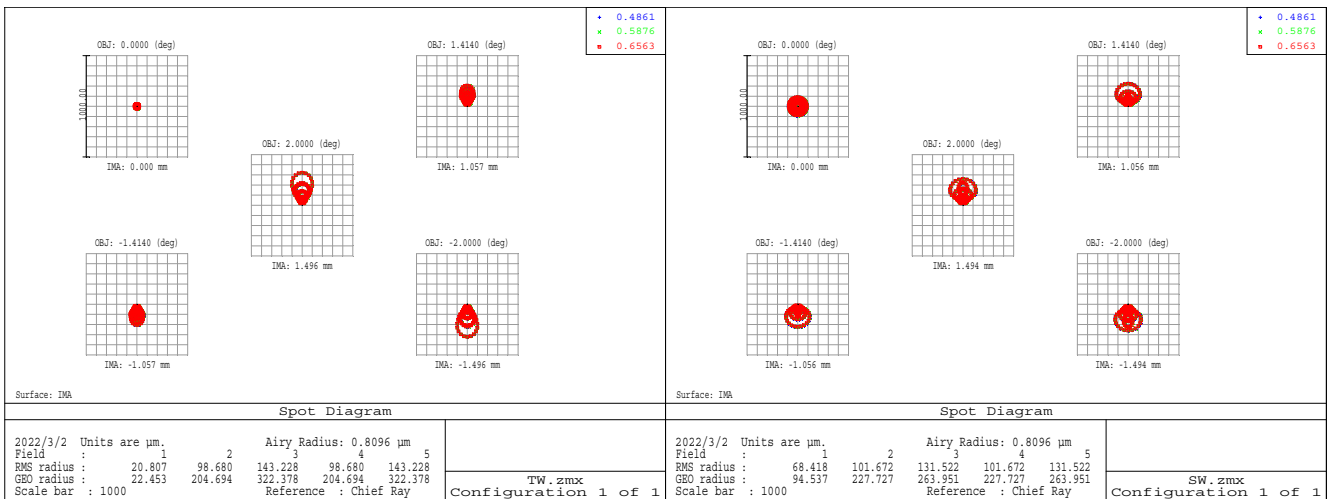 + 0.4861
× 0.5876
¤ 0.6563
OBJ: 0.0000 (deg)
OBJ: 1.4140 (deg)
1000.00
OBJ: 2.0000 (deg)
IMA: 0.000 mm
IMA: 1.057 mm
OBJ: -1.4140 (deg)
OBJ: -2.0000 (deg)
IMA: 1.496 mm
IMA: -1.057 mm
IMA: -1.496 mm
Surface: IMA
Spot Diagram
2022/3/2 Units are µm. Airy Radius: 0.8096 µm
Field : 1 2 3 4 5
RMS radius : 20.807 98.680 143.228 98.680 143.228
GEO radius : 22.453 204.694 322.378 204.694 322.378
Scale bar : 1000 Reference : Chief Ray
TW.zmx
Configuration 1 of 1
+ 0.4861
× 0.5876
¤ 0.6563
OBJ: 0.0000 (deg)
OBJ: 1.4140 (deg)
1000.00
OBJ: 2.0000 (deg)
IMA: 0.000 mm
IMA: 1.056 mm
OBJ: -1.4140 (deg)
OBJ: -2.0000 (deg)
IMA: 1.494 mm
IMA: -1.056 mm
IMA: -1.494 mm
Surface: IMA
Spot Diagram
2022/3/2 Units are µm. Airy Radius: 0.8096 µm
Field : 1 2 3 4 5
RMS radius : 68.418 101.672 131.522 101.672 131.522
GEO radius : 94.537 227.727 263.951 227.727 263.951
Scale bar : 1000 Reference : Chief Ray
SW.zmx
Configuration 1 of 1